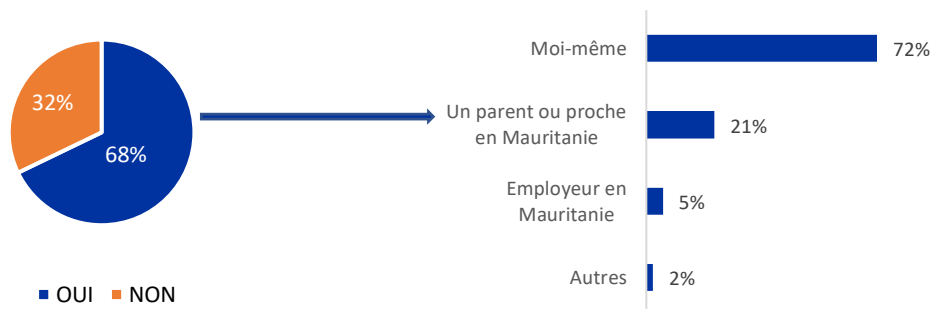 32%
68%
OUI NON
Moi-même
72%
Un parent ou proche
en Mauritanie
21%
Employeur en
Mauritanie
5%
Autres
2%